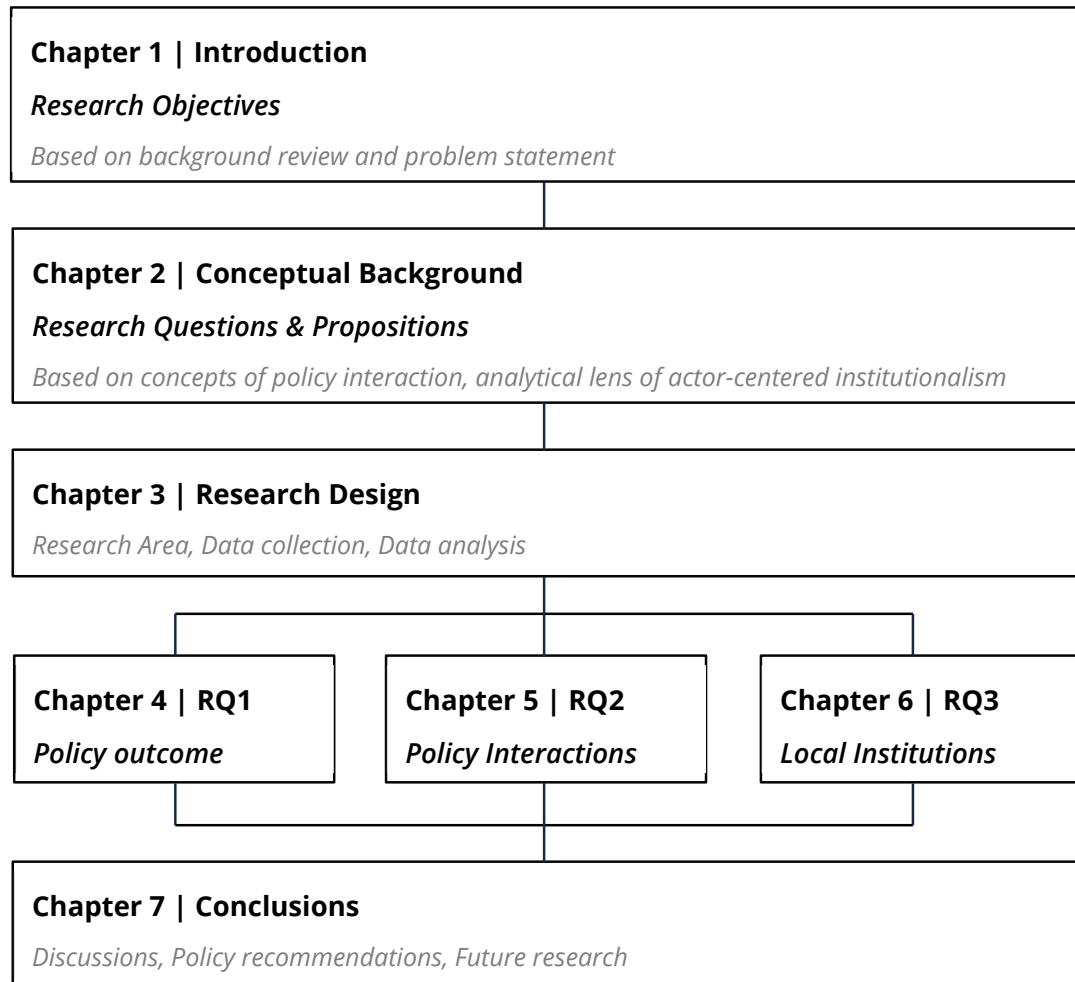 Chapter 1 | Introduction
Research Objectives
Based on background review and problem statement
Chapter 2 | Conceptual Background
Research Questions & Propositions
Based on concepts of policy interaction, analytical lens of actor-centered institutionalism
Chapter 3 | Research Design
Research Area, Data collection, Data analysis
Chapter 4 | RQ1
Policy outcome
Chapter 5 | RQ2
Policy Interactions
Chapter 6 | RQ3
Local Institutions
Chapter 7 | Conclusions
Discussions, Policy recommendations, Future research